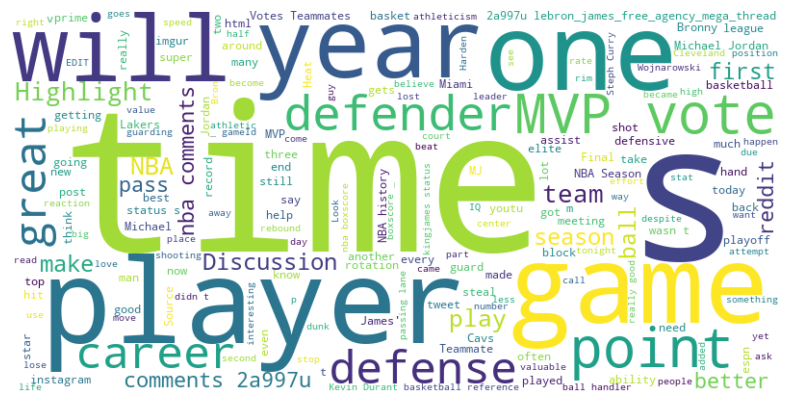 right
goes
vprime
speed
Votes Teammates
athleticism
basket
around
2a997u lebron_james_free_agency_mega_thread
Bronny
league
html
two
half
EDIT
imgur
super
really
many
Michael Jordan
Cleveland
position
Steph Curry
see
rate
rim
Harden
Heat
Miami
Wojnarowski
became
will
year
one
Highlight
value
become
believe
lost
leader
guy
gets
first
high
basketball
getting
playing
Lakers
guarding
Jordan
Bron
athletic
_ gameId
MVP
come
court
beat
defender
MVP vote
great
nba comments
going
new
post
reaction
think
big
best
NBA
pass
status s
Michael
place
record
end
still
say
help
three
away
rebound
day
time
s
assist
shot
defensive
elite
lot
IQ
youtu
Final
MJ
take
NBA Season
team
got
m
meeting
much
happen
due
hand
today
stat
effort
way
wasn t
despite
back
want
playoff
attempt
reddit
Look
nba boxscore
boxscore _
NBA history
kingjames status
center
tonight
season
ball
make
read
love
man
top
now
hit
use
good
didn t
move
shooting
Discussion
know
another
rotation
every
came
part
guard
made
block
call
something
really good
steal
number
less
tweet
passing lane
play
player
game
Source
interesting
star
lose
life
instagram
career
comments 2a997u
p
dunk
second
even
stop
t
James'
defense
Teammate
Cavs
often
valuable
played
ability
people
point
need
added
espn
yet
ask
better
Kevin Durant
basketball reference
ball handler